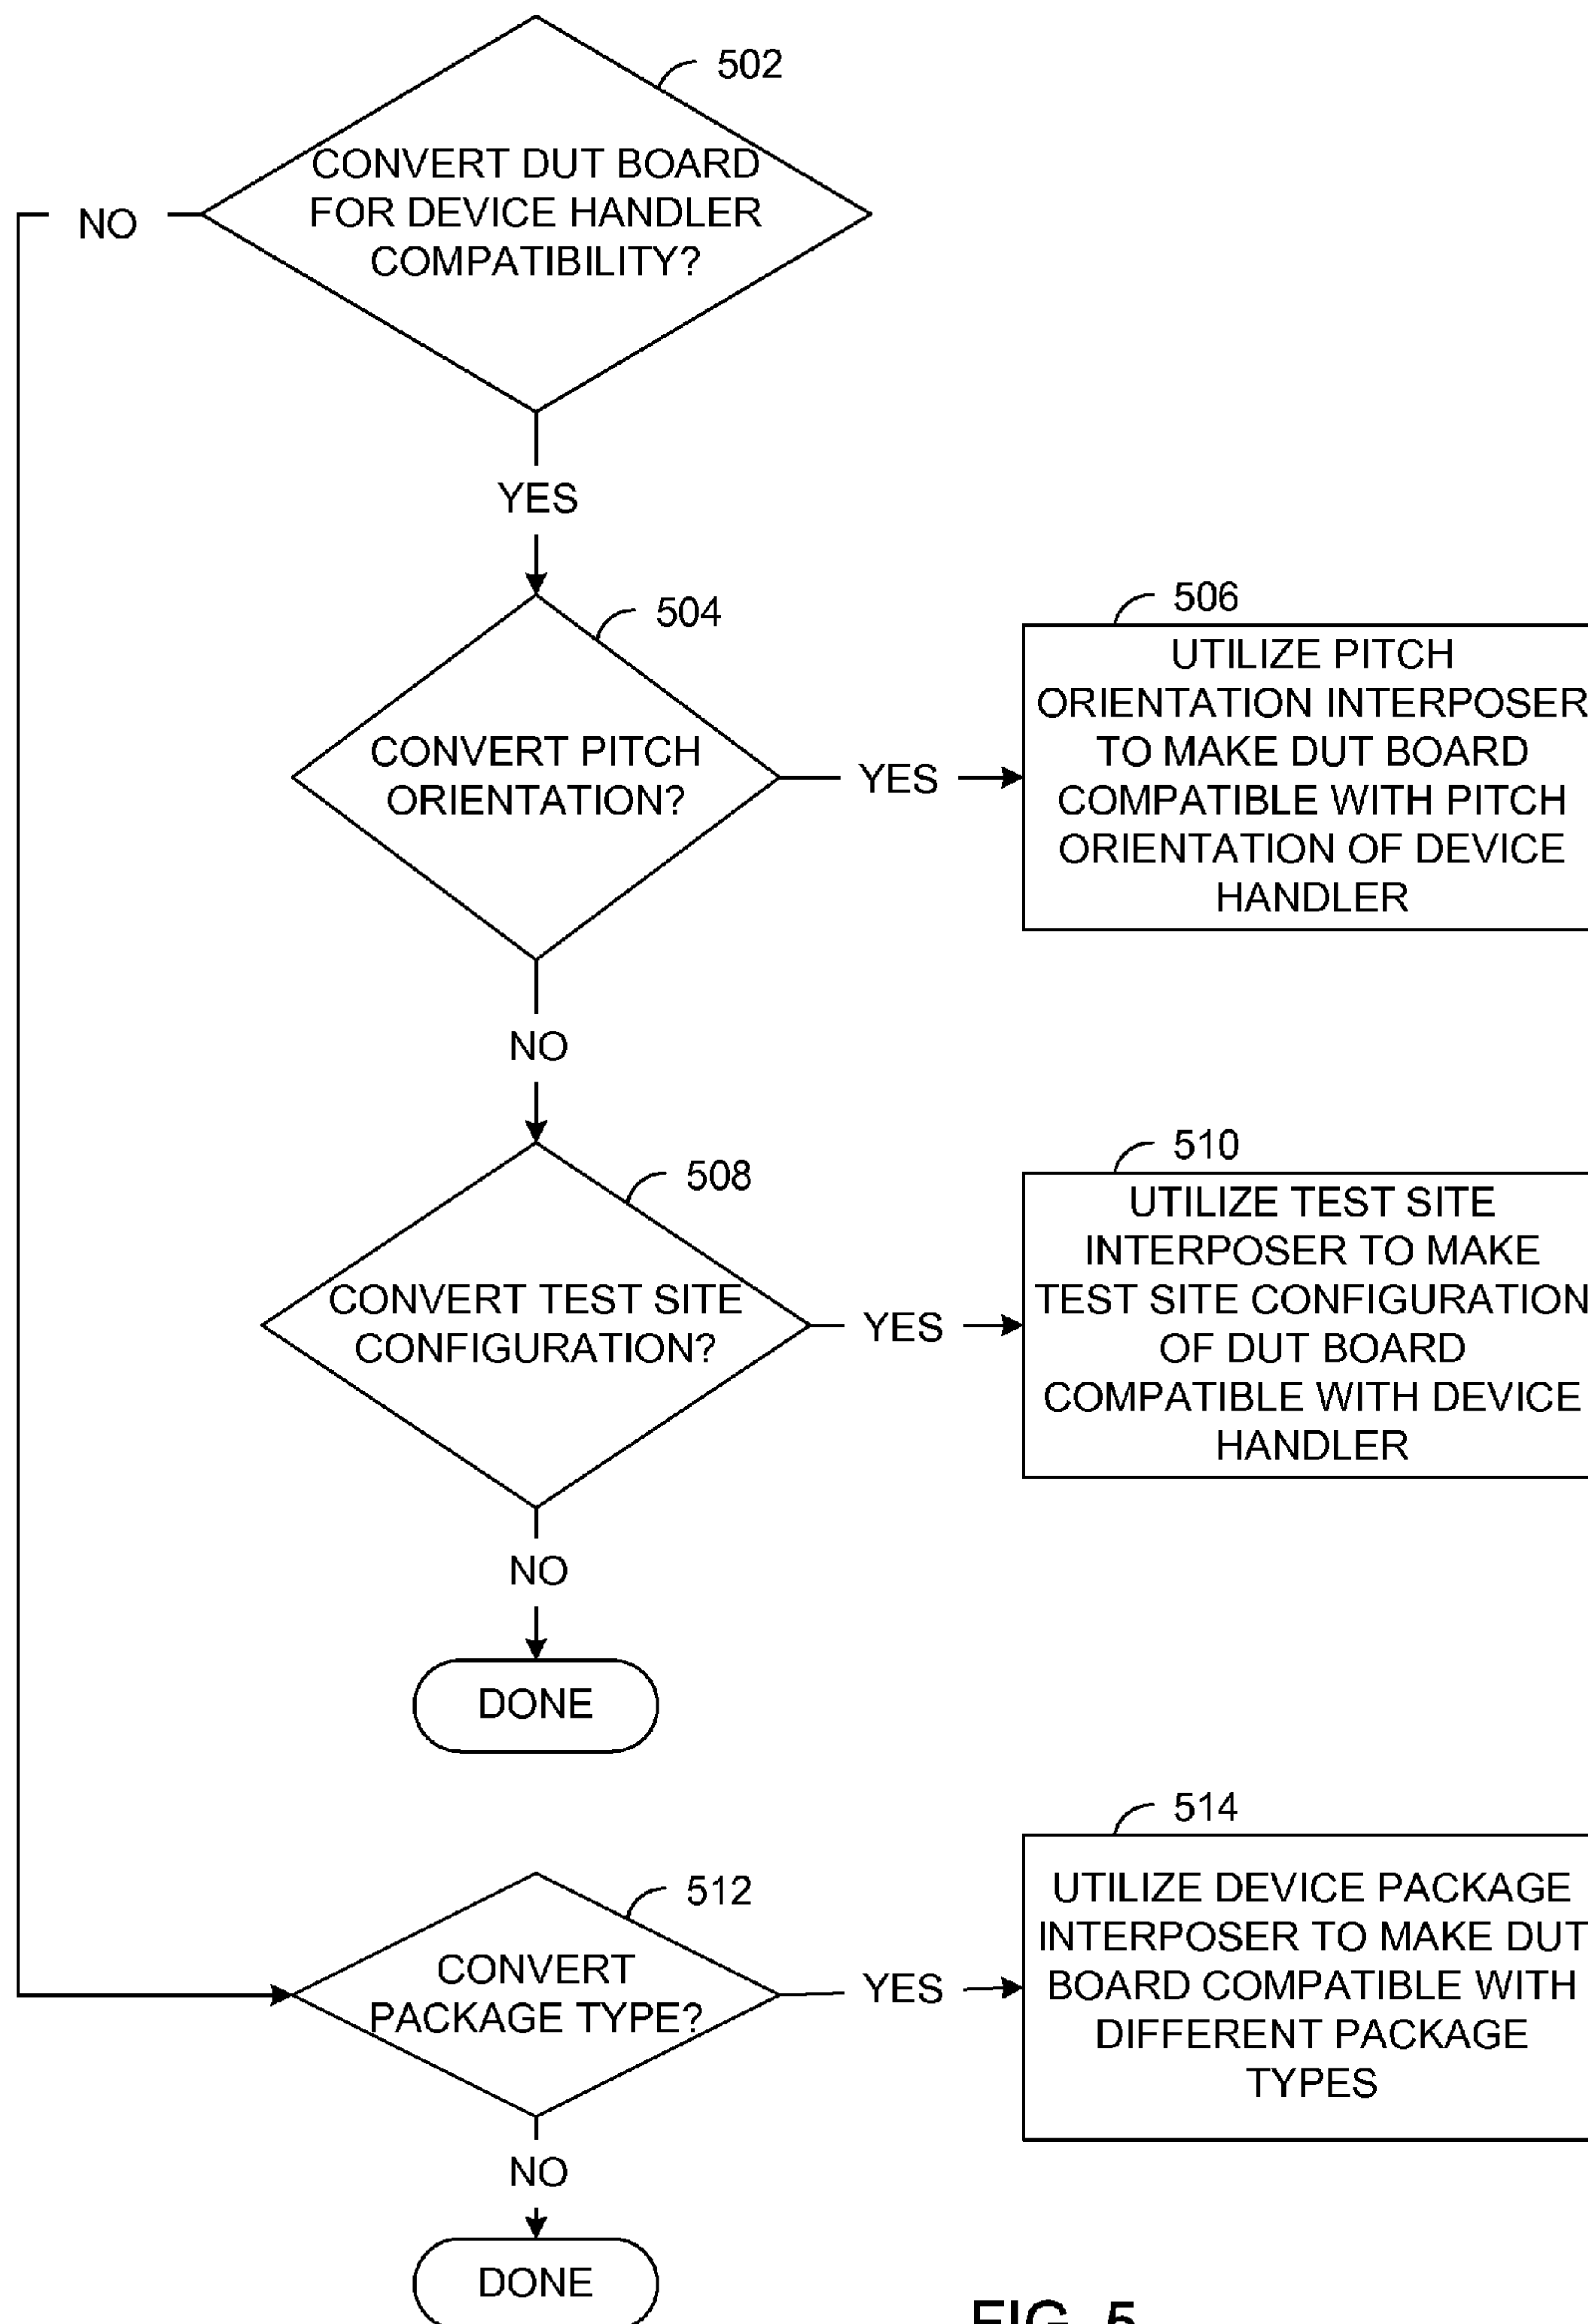 502
CONVERT DUT BOARD
FOR DEVICE HANDLER
COMPATIBILITY?
NO
YES
504
CONVERT PITCH
ORIENTATION?
YES
506
UTILIZE PITCH
ORIENTATION INTERPOSER
TO MAKE DUT BOARD
COMPATIBLE WITH PITCH
ORIENTATION OF DEVICE
HANDLER
NO
508
CONVERT TEST SITE
CONFIGURATION?
YES
510
UTILIZE TEST SITE
INTERPOSER TO MAKE
TEST SITE CONFIGURATION
OF DUT BOARD
COMPATIBLE WITH DEVICE
HANDLER
NO
DONE
512
CONVERT
PACKAGE TYPE?
YES
514
UTILIZE DEVICE PACKAGE
INTERPOSER TO MAKE DUT
BOARD COMPATIBLE WITH
DIFFERENT PACKAGE
TYPES
NO
DONE
FIG. 5